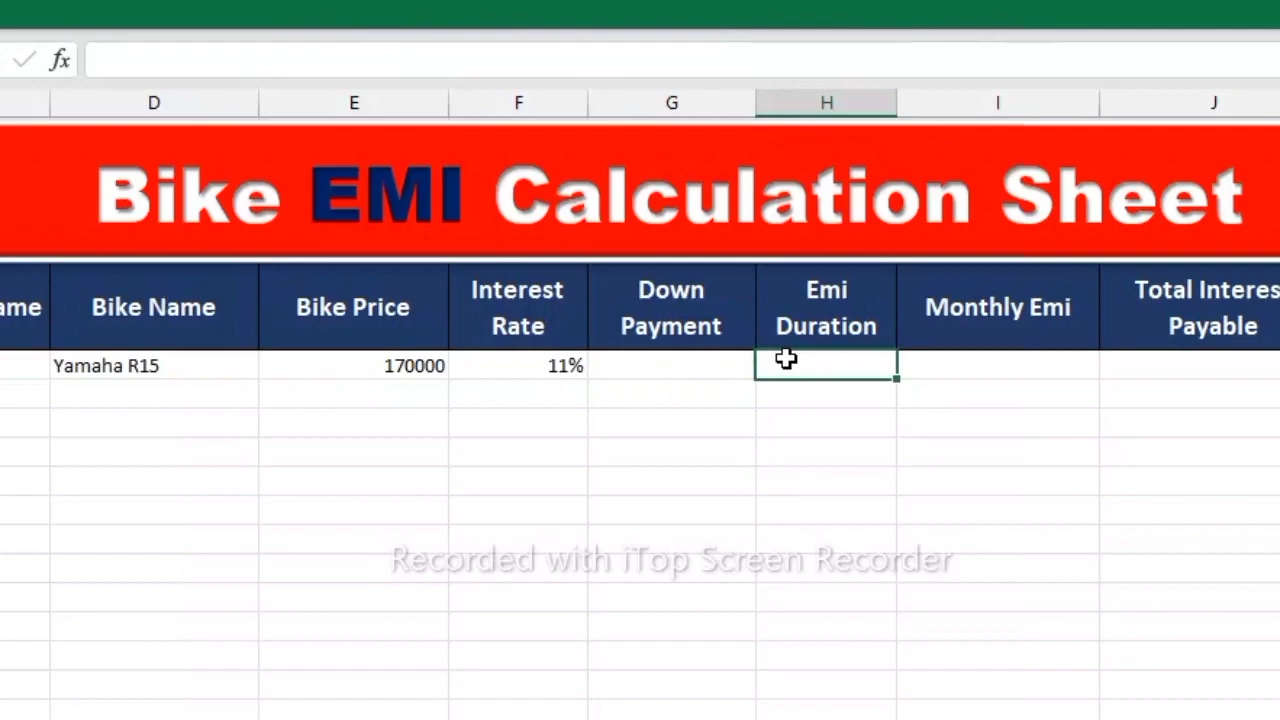 fx
D E F G H I J
Bike EMI Calculation Sheet
ame Bike Name Bike Price Interest Rate Down Payment Emi Duration Monthly Emi Total Interes Payable
Yamaha R15 170000 11%
Recorded with iTop Screen Recorder